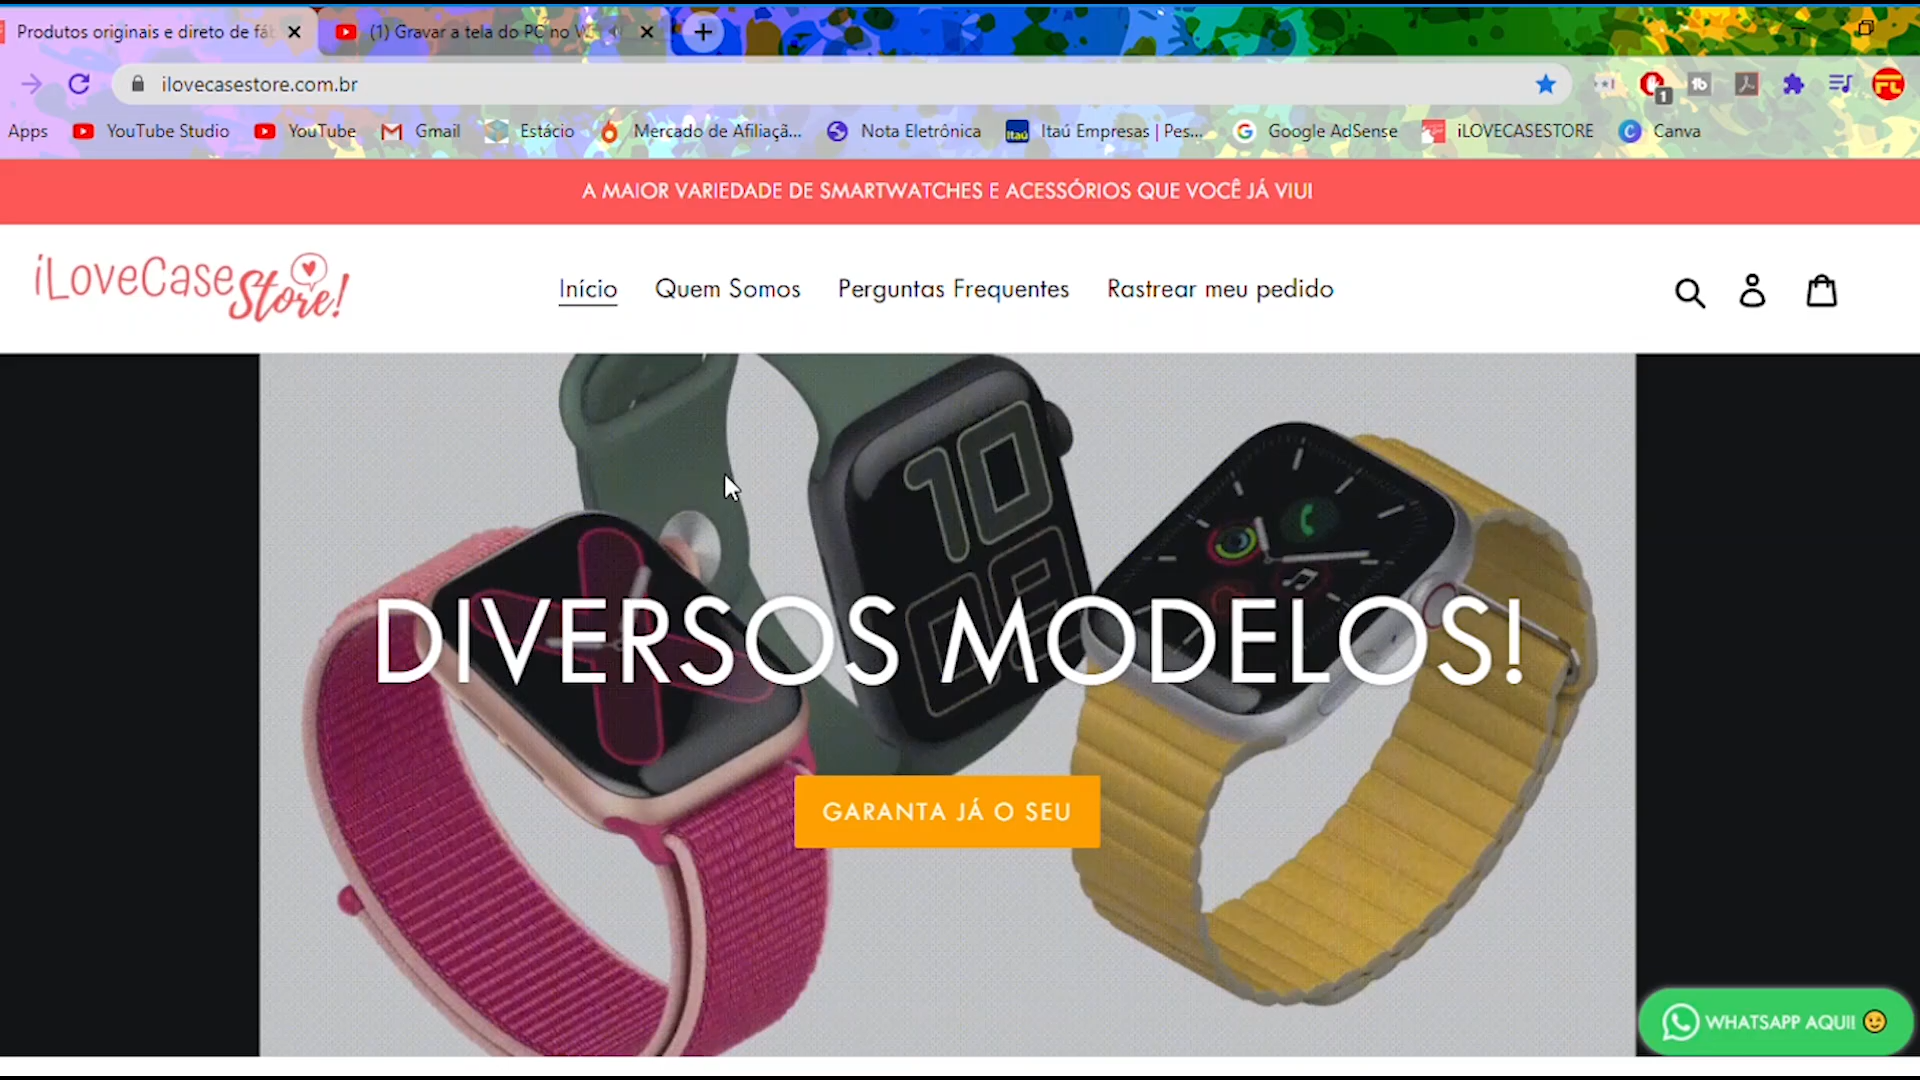 Produtos originais e direto de fáb
(1) Gravar a tela do PC no
ilovecasestore.com.br
1
Apps
YouTube Studio
YouTube
Gmail
Estácio
Mercado de Afiliaçã...
Nota Eletrônica
Itaú Empresas | Pes...
Google AdSense
iLOVECASESTORE
Canva
A MAIOR VARIEDADE DE SMARTWATCHES E ACESSÓRIOS QUE VOCÊ JÁ VIU!
iLoveCase Store!
Início
Quem Somos
Perguntas Frequentes
Rastrear meu pedido
10
08
DIVERSOS MODELOS!
GARANTA JÁ O SEU
WHATSAPP AQUI!